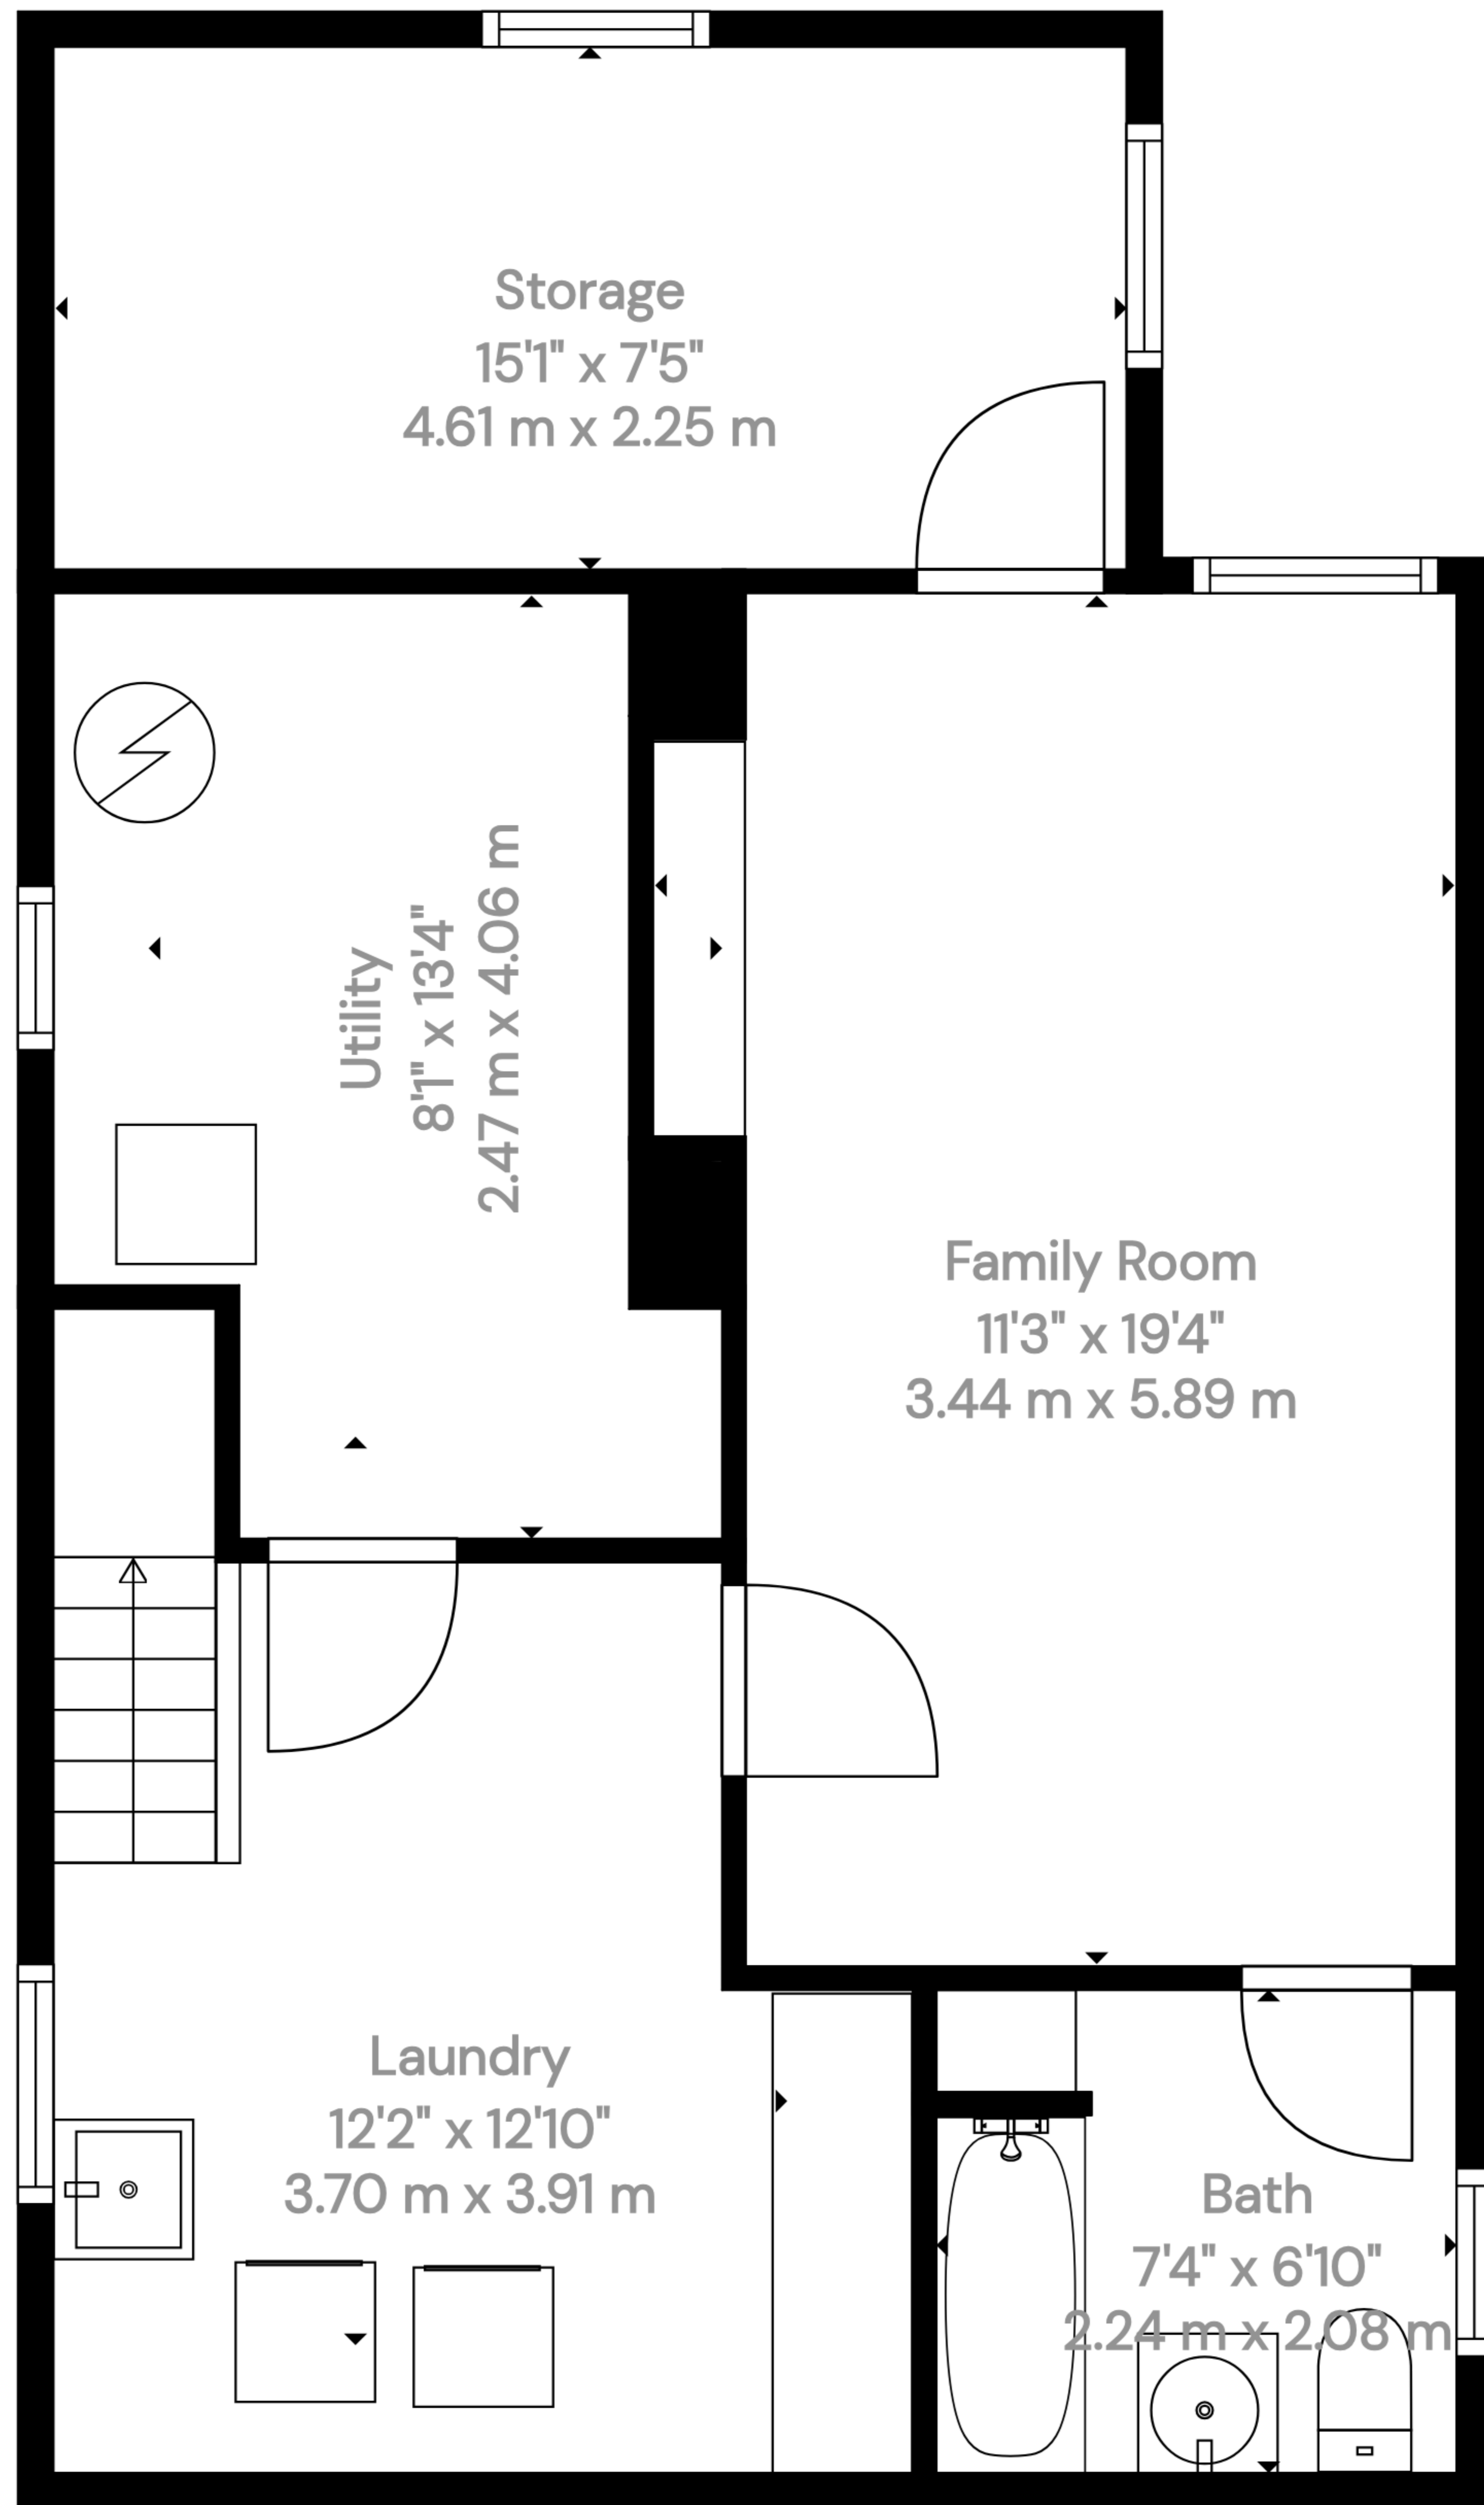 Storage
15'1" x 7'5"
4.61 m x 2.25 m
Utility
8'1" x 13'4"
2.47 m x 4.06 m
Family Room
11'3" x 19'4"
3.44 m x 5.89 m
Laundry
12'2" x 12'10"
3.70 m x 3.91 m
Bath
7'4" x 6'10"
2.24 m x 2.08 m